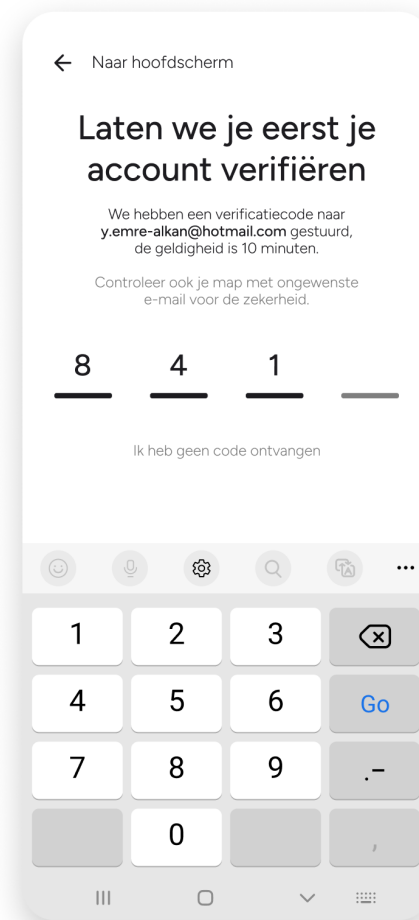 Naar hoofdscherm
Laten we je eerst je
account verifiëren
We hebben een verificatiecode naar
y.emre-alkan@hotmail.com gestuurd,
de geldigheid is 10 minuten.
Controleer ook je map met ongewenste
e-mail voor de zekerheid.
8 4 1
Ik heb geen code ontvangen
1 2 3
4 5 6 Go
7 8 9 .-
0 ,